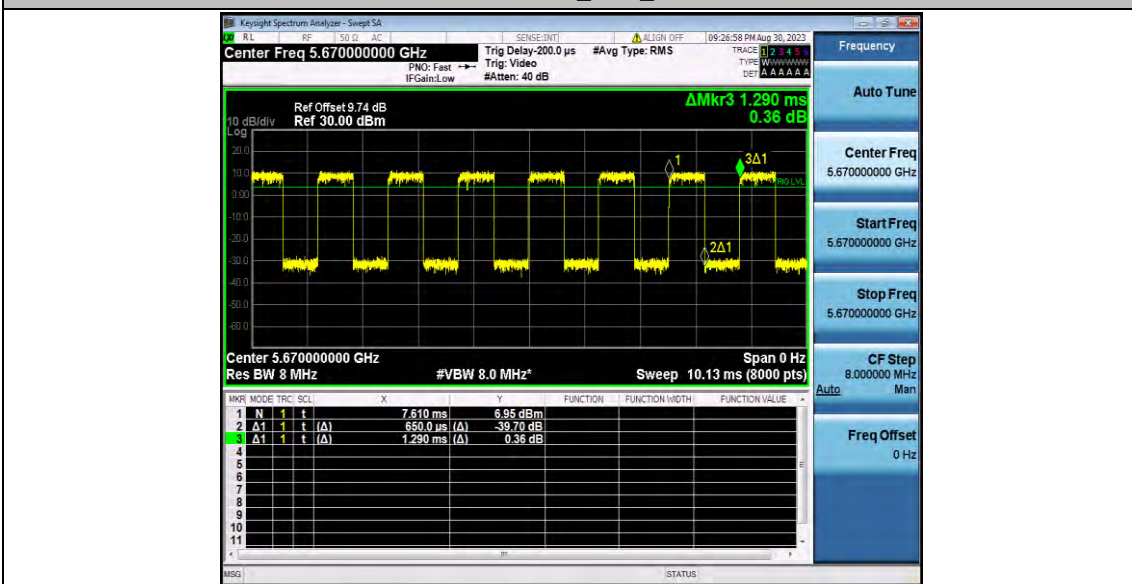 Keysight Spectrum Analyzer - Swept SA
RL RF 50 Ω AC SENSE:INT ALIGN OFF 09:26:58 PM Aug 30, 2023
Center Freq 5.670000000 GHz
PNO: Fast
IFGain:Low
Trig Delay-200.0 µs
Trig: Video
#Atten: 40 dB
#Avg Type: RMS
TRACE 1 2 3 4 5 6
TYPE W
DET A A A A A A
Frequency
Auto Tune
Center Freq
5.670000000 GHz
Start Freq
5.670000000 GHz
Stop Freq
5.670000000 GHz
CF Step
8.000000 MHz
Auto Man
Freq Offset
0 Hz
ΔMkr3 1.290 ms
0.36 dB
Ref Offset 9.74 dB
10 dB/div Ref 30.00 dBm
Log
20.0
10.0
0.00
-10.0
-20.0
-30.0
-40.0
-50.0
-60.0
1
3Δ1
TRIG LVL
2Δ1
Center 5.670000000 GHz Span 0 Hz
Res BW 8 MHz #VBW 8.0 MHz* Sweep 10.13 ms (8000 pts)
MKR MODE TRC SCL X Y FUNCTION FUNCTION WIDTH FUNCTION VALUE
1 N 1 t 7.610 ms 6.95 dBm
2 Δ1 1 t (Δ) 650.0 µs (Δ) -39.70 dB
3 Δ1 1 t (Δ) 1.290 ms (Δ) 0.36 dB
4
5
6
7
8
9
10
11
MSG STATUS